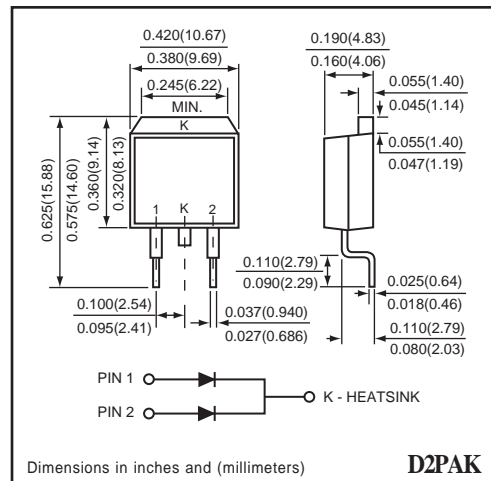 0.420(10.67)
0.380(9.69)
0.245(6.22)
MIN.
K
0.190(4.83)
0.160(4.06)
0.055(1.40)
0.045(1.14)
0.055(1.40)
0.047(1.19)
0.625(15.88)
0.575(14.60)
0.360(9.14)
0.320(8.13)
1 K 2
0.110(2.79)
0.090(2.29)
0.025(0.64)
0.018(0.46)
0.100(2.54)
0.095(2.41)
0.037(0.940)
0.027(0.686)
0.110(2.79)
0.080(2.03)
PIN 1
PIN 2
K - HEATSINK
Dimensions in inches and (millimeters)
D2PAK